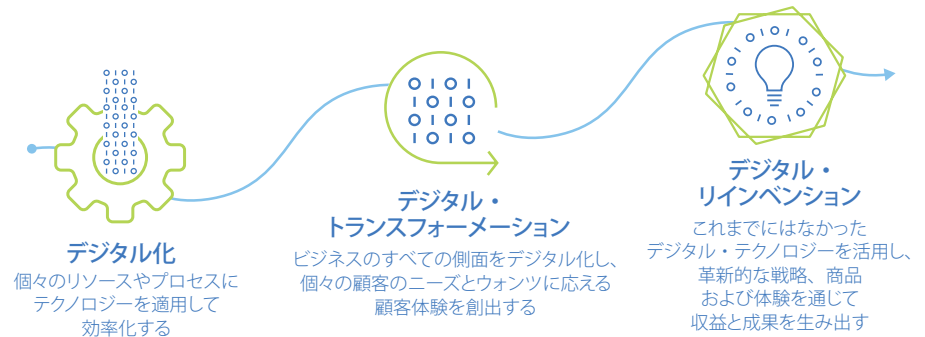 デジタル化
個々のリソースやプロセスに
テクノロジーを適用して
効率化する
デジタル・
トランスフォーメーション
ビジネスのすべての側面をデジタル化し、
個々の顧客のニーズとウォンツに応える
顧客体験を創出する
デジタル・
リインベンション
これまでにはなかった
デジタル・テクノロジーを活用し、
革新的な戦略、商品
および体験を通じて
収益と成果を生み出す